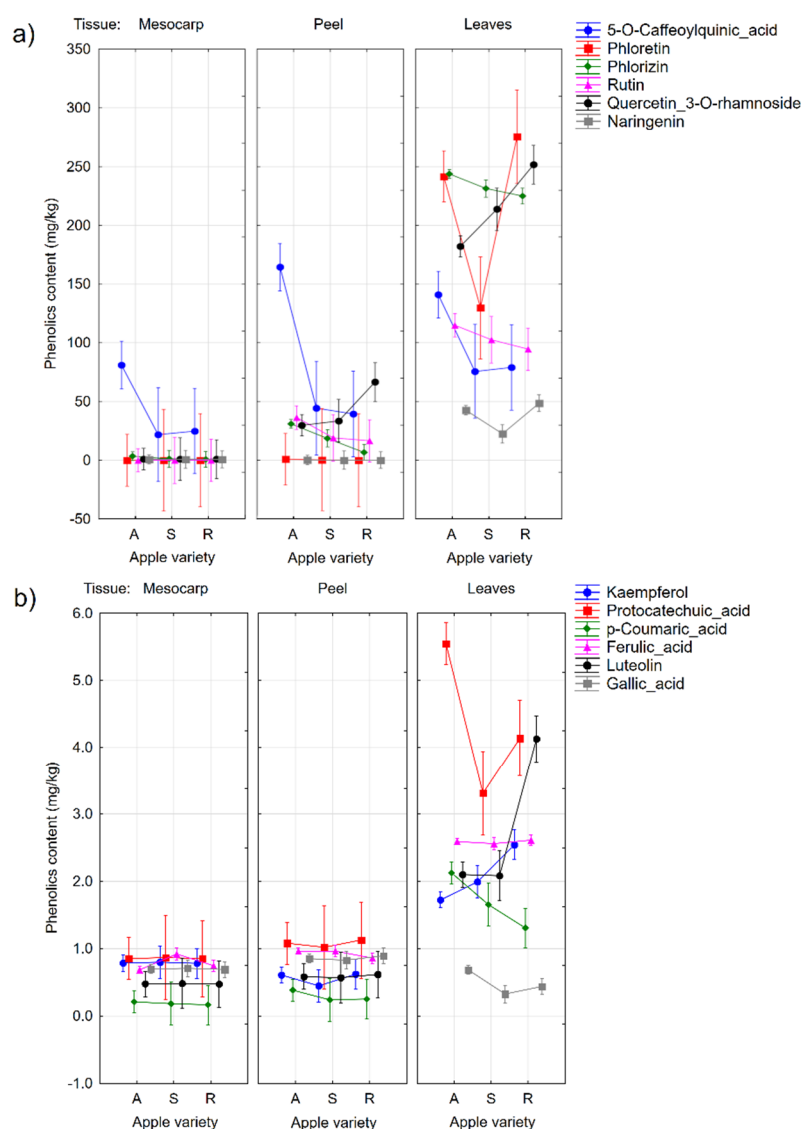 a)
Tissue: Mesocarp Peel Leaves
5-O-Caffeoylquinic_acid
Phloretin
Phlorizin
Rutin
Quercetin_3-O-rhamnoside
Naringenin
Phenolics content (mg/kg)
350
300
250
200
150
100
50
0
-50
A S R A S R A S R
Apple variety Apple variety Apple variety
b)
Tissue: Mesocarp Peel Leaves
Kaempferol
Protocatechuic_acid
p-Coumaric_acid
Ferulic_acid
Luteolin
Gallic_acid
Phenolics content (mg/kg)
6.0
5.0
4.0
3.0
2.0
1.0
0.0
-1.0
A S R A S R A S R
Apple variety Apple variety Apple variety